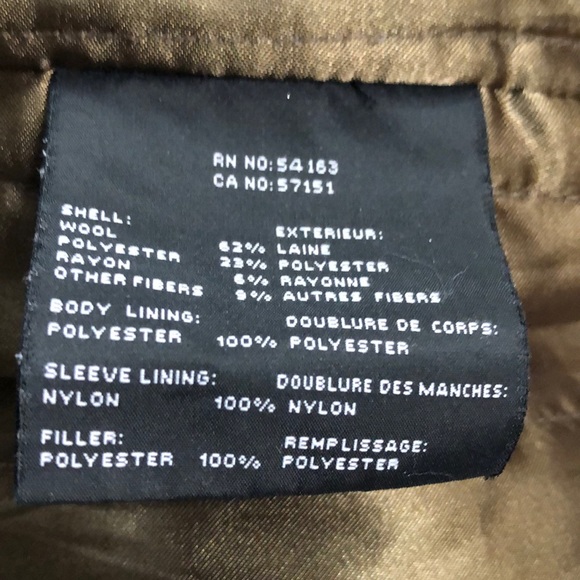 RN NO: 54163
CA NO: 57151
SHELL: EXTERIEUR:
WOOL 62% LAINE
POLYESTER 23% POLYESTER
RAYON 6% RAYONNE
OTHER FIBERS 9% AUTRES FIBERS
BODY LINING: DOUBLURE DE CORPS:
POLYESTER 100% POLYESTER
SLEEVE LINING: DOUBLURE DES MANCHES:
NYLON 100% NYLON
FILLER: REMPLISSAGE:
POLYESTER 100% POLYESTER